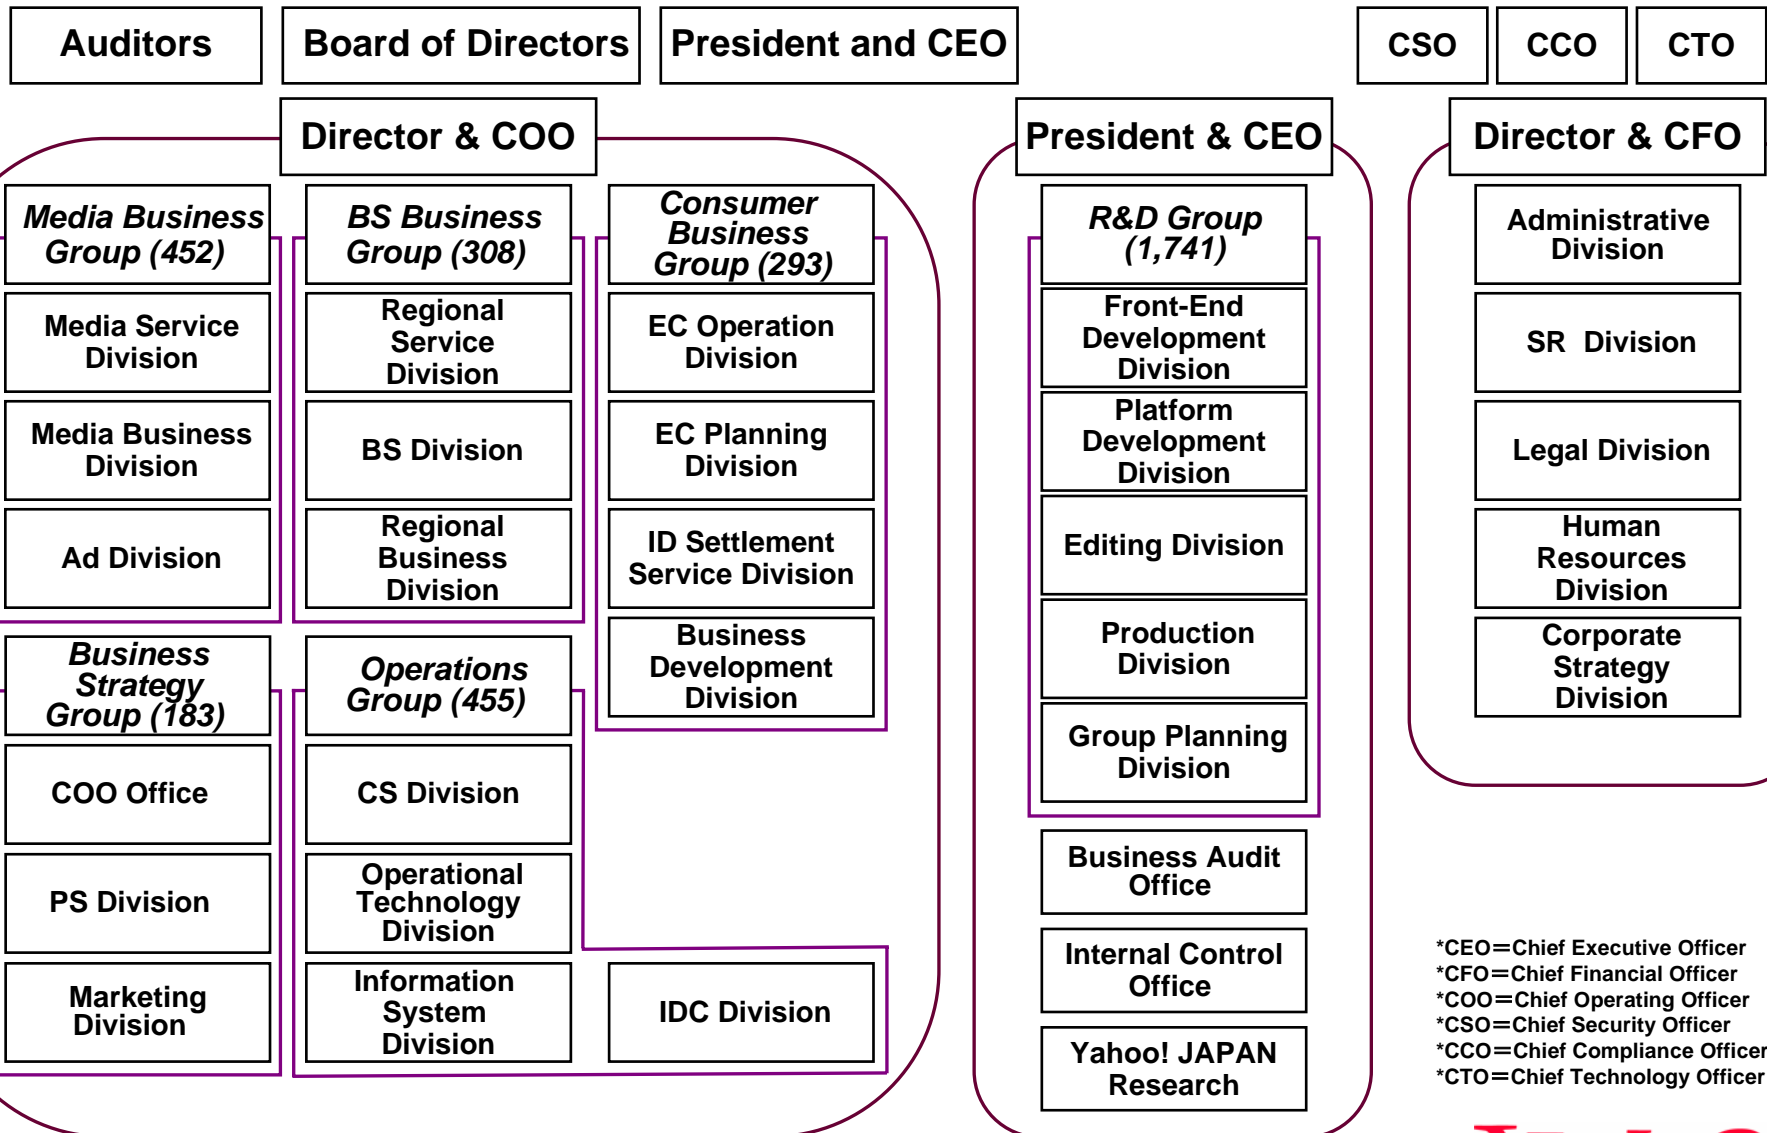 Auditors
Board of Directors
President and CEO
CSO
CCO
CTO
Director & COO
Media Business
Group (452)
Media Service
Division
Media Business
Division
Ad Division
BS Business
Group (308)
Regional
Service
Division
BS Division
Regional
Business
Division
Consumer
Business
Group (293)
EC Operation
Division
EC Planning
Division
ID Settlement
Service Division
Business
Development
Division
Business
Strategy
Group (183)
COO Office
PS Division
Marketing
Division
Operations
Group (455)
CS Division
Operational
Technology
Division
Information
System
Division
IDC Division
President & CEO
R&D Group
(1,741)
Front-End
Development
Division
Platform
Development
Division
Editing Division
Production
Division
Group Planning
Division
Business Audit
Office
Internal Control
Office
Yahoo! JAPAN
Research
Director & CFO
Administrative
Division
SR Division
Legal Division
Human
Resources
Division
Corporate
Strategy
Division
*CEO＝Chief Executive Officer
*CFO＝Chief Financial Officer
*COO＝Chief Operating Officer
*CSO＝Chief Security Officer
*CCO＝Chief Compliance Officer
*CTO＝Chief Technology Officer